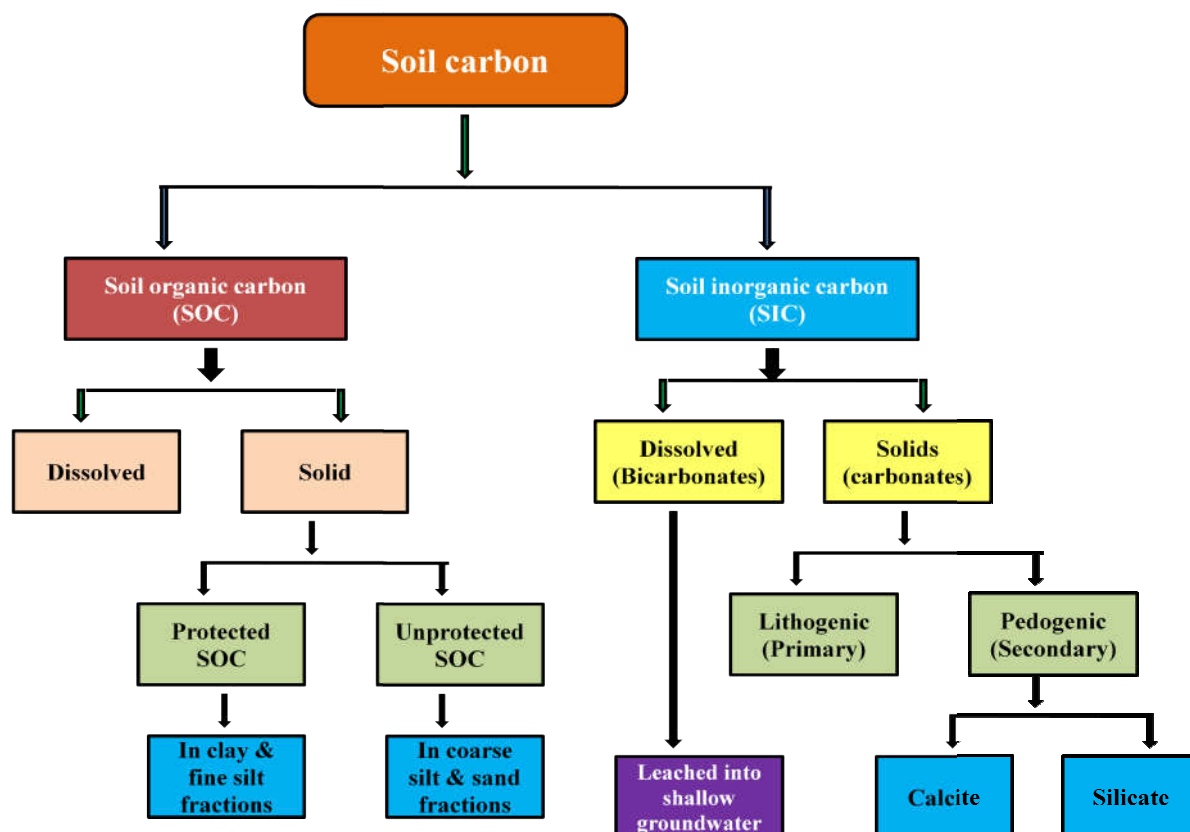 Soil carbon
Soil organic carbon
(SOC)
Soil inorganic carbon
(SIC)
Dissolved
Solid
Dissolved
(Bicarbonates)
Solids
(carbonates)
Protected
SOC
Unprotected
SOC
Lithogenic
(Primary)
Pedogenic
(Secondary)
In clay &
fine silt
fractions
In coarse
silt & sand
fractions
Leached into
shallow
groundwater
Calcite
Silicate